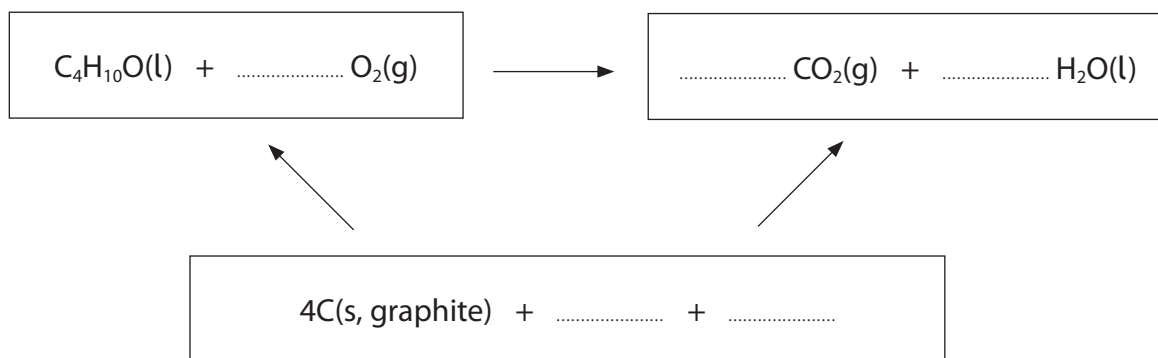 C₄H₁₀O(l) + ...................... O₂(g)
...................... CO₂(g) + ...................... H₂O(l)
4C(s, graphite) + ...................... + ......................